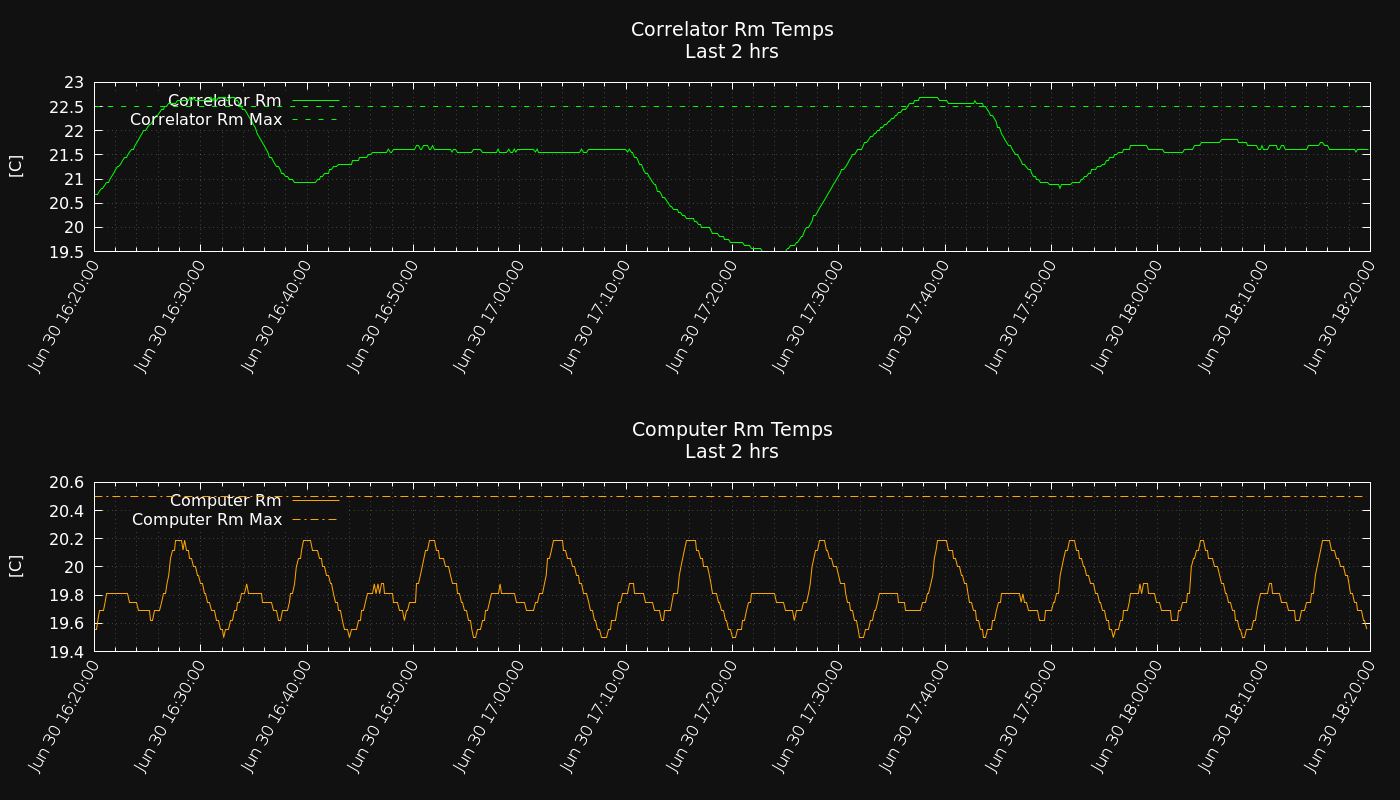 Correlator Rm Temps
Last 2 hrs
[C]
23
22.5
22
21.5
21
20.5
20
19.5
Correlator Rm
Correlator Rm Max
Jun 30 16:20:00
Jun 30 16:30:00
Jun 30 16:40:00
Jun 30 16:50:00
Jun 30 17:00:00
Jun 30 17:10:00
Jun 30 17:20:00
Jun 30 17:30:00
Jun 30 17:40:00
Jun 30 17:50:00
Jun 30 18:00:00
Jun 30 18:10:00
Jun 30 18:20:00
Computer Rm Temps
Last 2 hrs
[C]
20.6
20.4
20.2
20
19.8
19.6
19.4
Computer Rm
Computer Rm Max
Jun 30 16:20:00
Jun 30 16:30:00
Jun 30 16:40:00
Jun 30 16:50:00
Jun 30 17:00:00
Jun 30 17:10:00
Jun 30 17:20:00
Jun 30 17:30:00
Jun 30 17:40:00
Jun 30 17:50:00
Jun 30 18:00:00
Jun 30 18:10:00
Jun 30 18:20:00